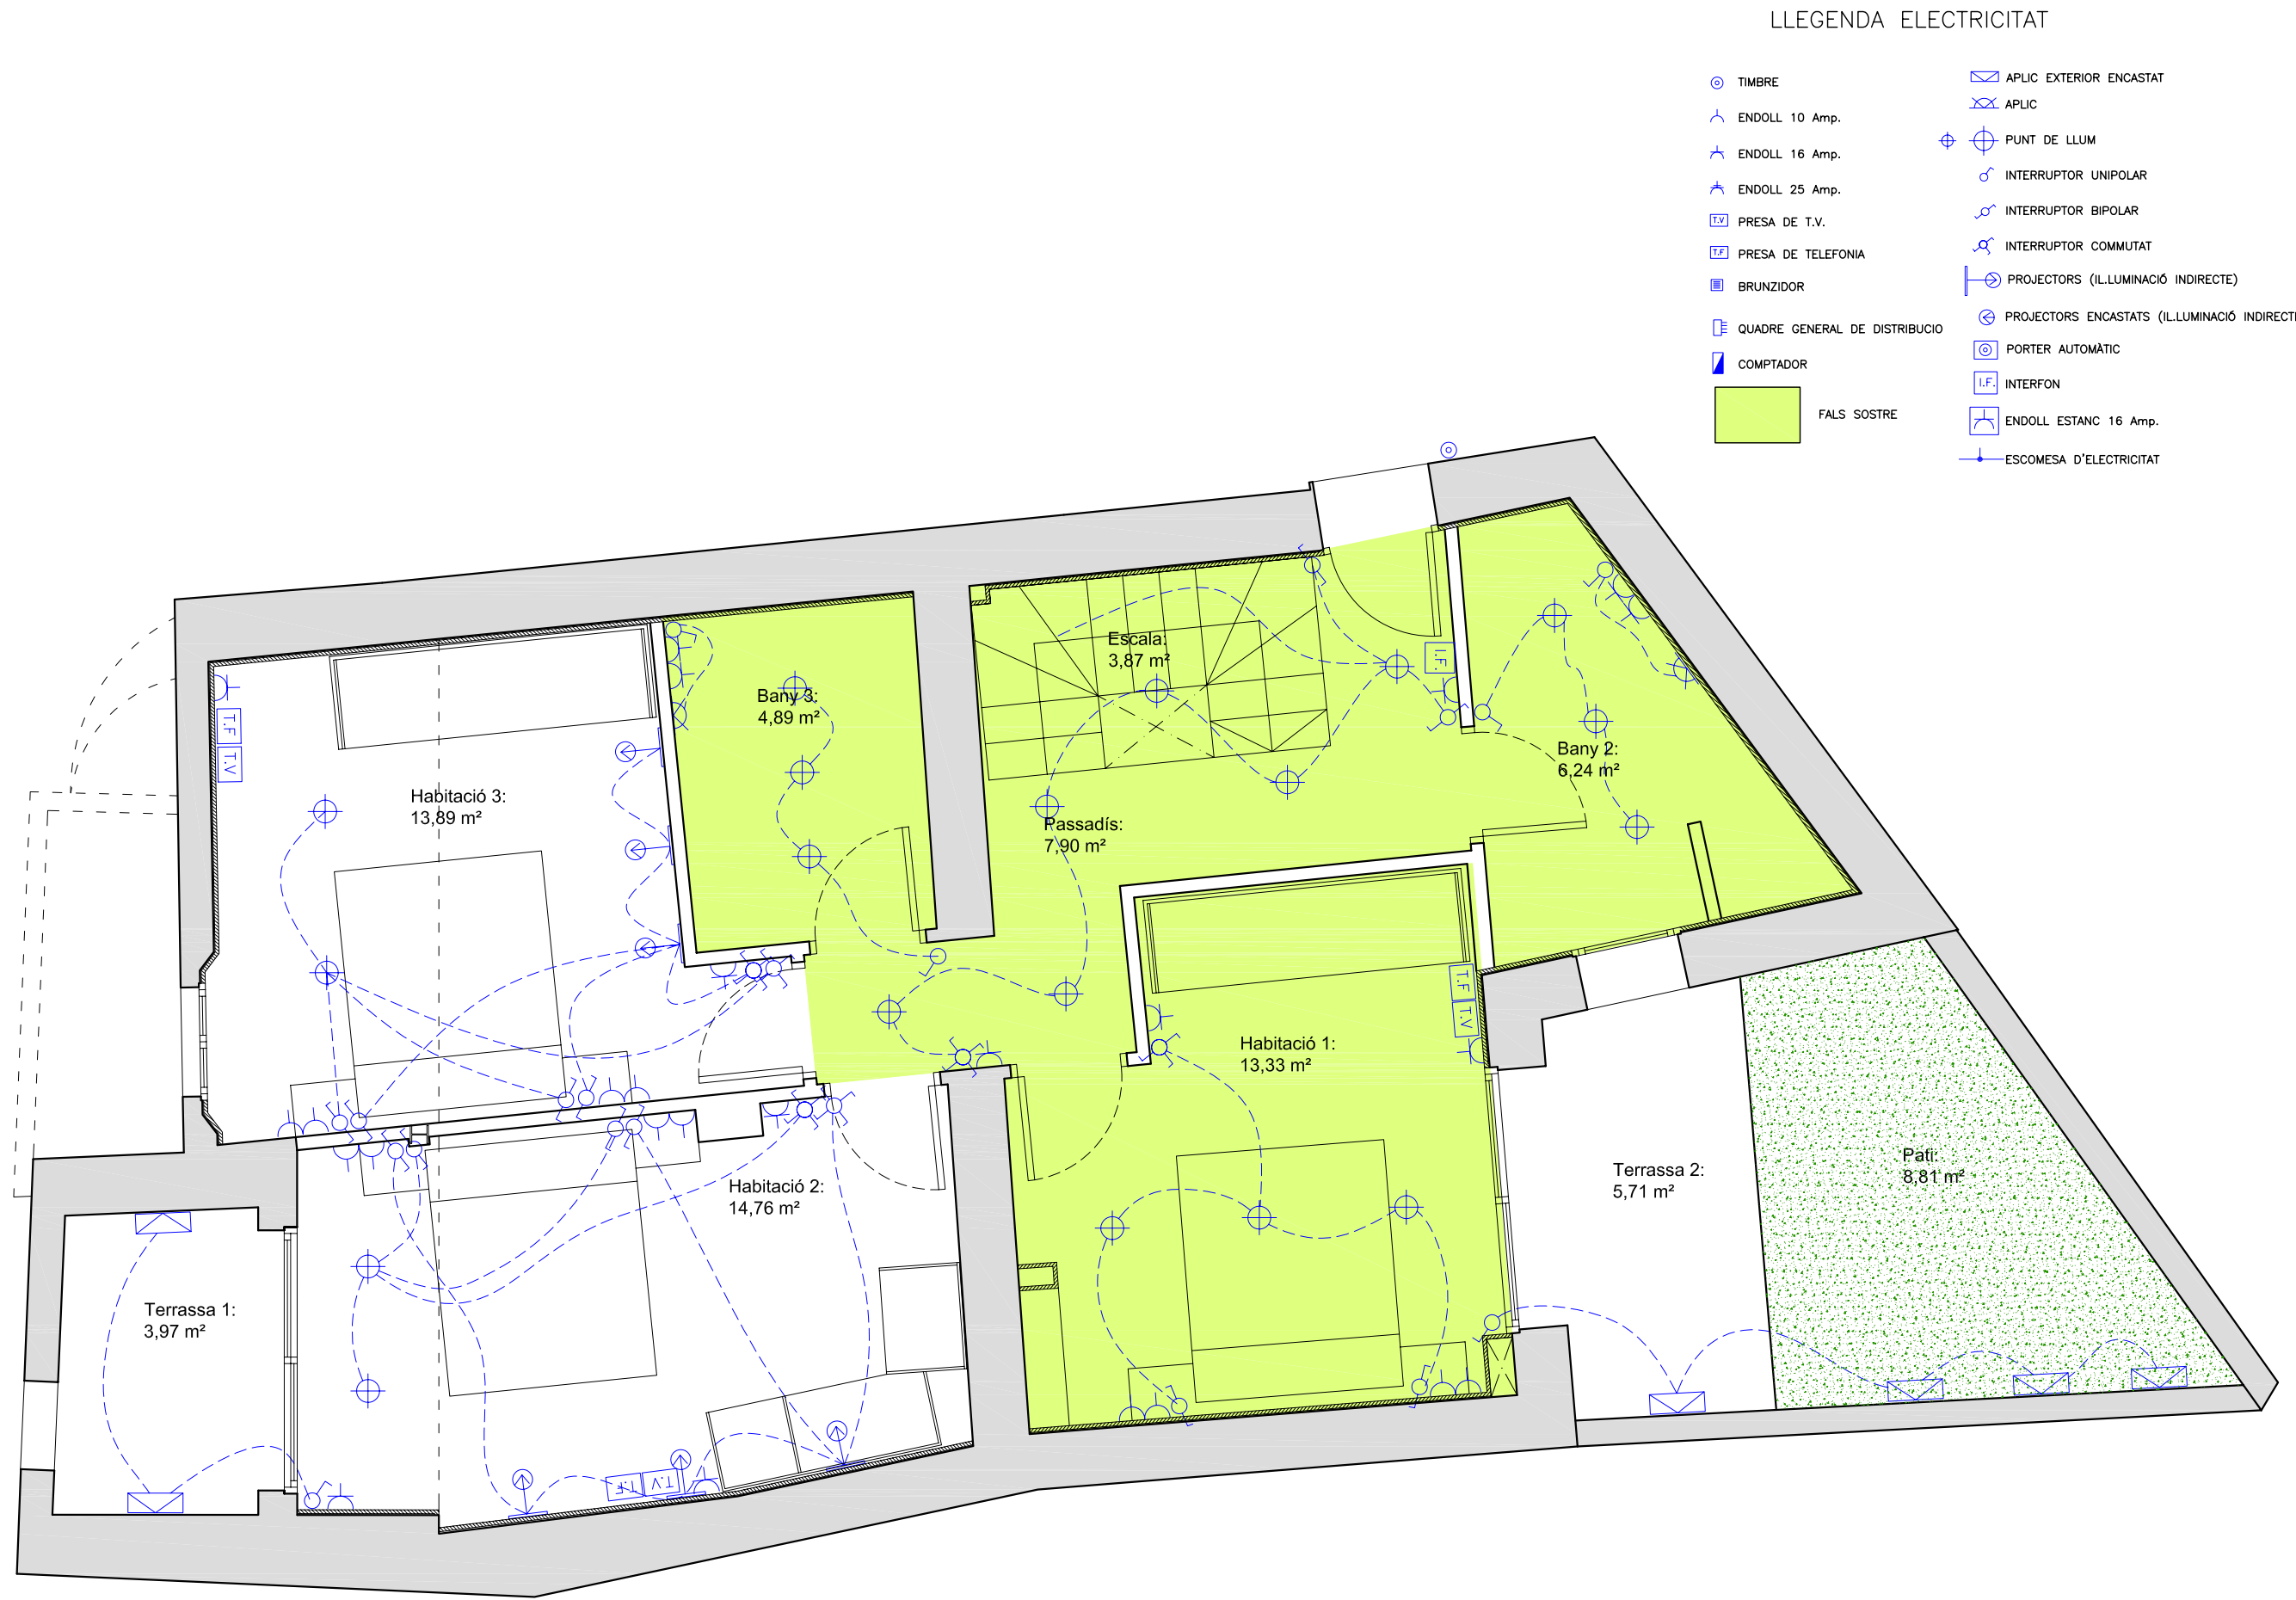 LLEGENDA ELECTRICITAT
TIMBRE
ENDOLL 10 Amp.
ENDOLL 16 Amp.
ENDOLL 25 Amp.
T.V PRESA DE T.V.
T.F PRESA DE TELEFONIA
BRUNZIDOR
QUADRE GENERAL DE DISTRIBUCIO
COMPTADOR
FALS SOSTRE
APLIC EXTERIOR ENCASTAT
APLIC
PUNT DE LLUM
INTERRUPTOR UNIPOLAR
INTERRUPTOR BIPOLAR
INTERRUPTOR COMMUTAT
PROJECTORS (IL.LUMINACIÓ INDIRECTE)
PROJECTORS ENCASTATS (IL.LUMINACIÓ INDIRECTE
PORTER AUTOMÀTIC
I.F. INTERFON
ENDOLL ESTANC 16 Amp.
ESCOMESA D'ELECTRICITAT
Escala:
3,87 m²
I.F.
Bany 3:
4,89 m²
T.F
T.V
Bany 2:
6,24 m²
Habitació 3:
13,89 m²
Passadís:
7,90 m²
T.F
T.V
Habitació 1:
13,33 m²
Pati:
8,81 m²
Terrassa 2:
5,71 m²
Habitació 2:
14,76 m²
Terrassa 1:
3,97 m²
T.F
T.V